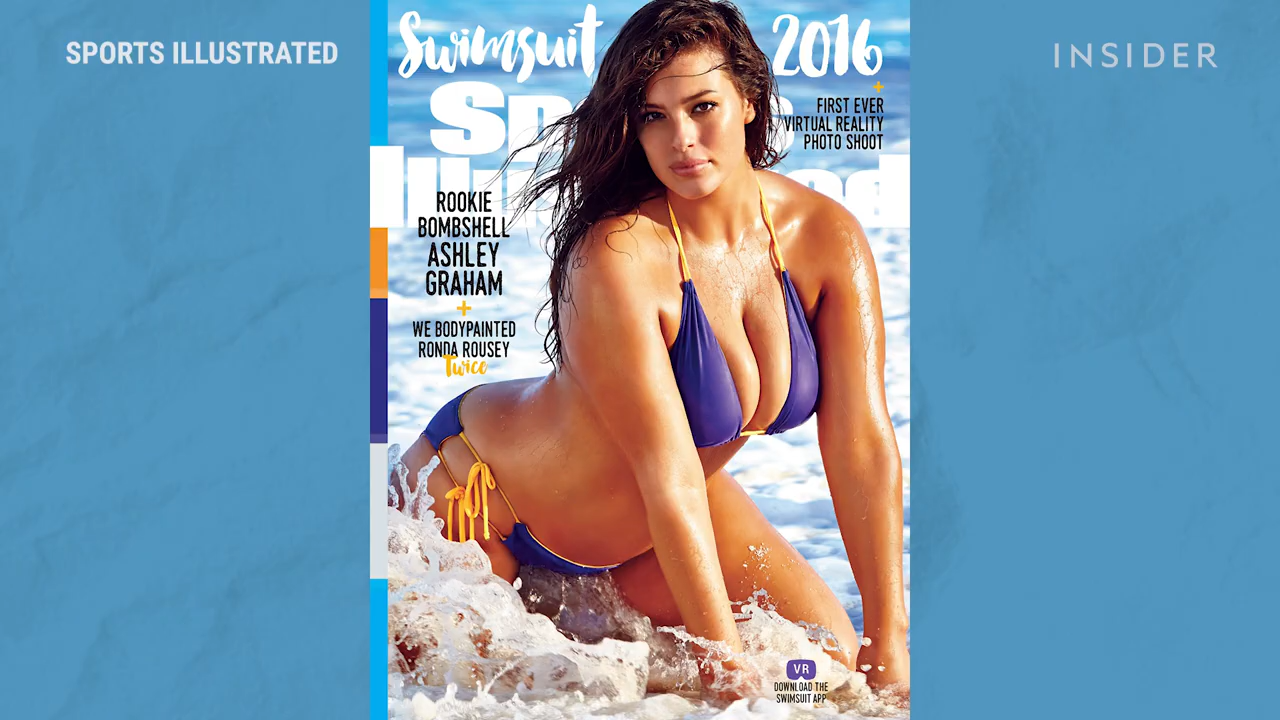 SPORTS ILLUSTRATED
INSIDER
Swimsuit 2016
+
FIRST EVER
VIRTUAL REALITY
PHOTO SHOOT
ROOKIE
BOMBSHELL
ASHLEY
GRAHAM
+
WE BODYPAINTED
RONDA ROUSEY
Twice
VR
DOWNLOAD THE
SWIMSUIT APP